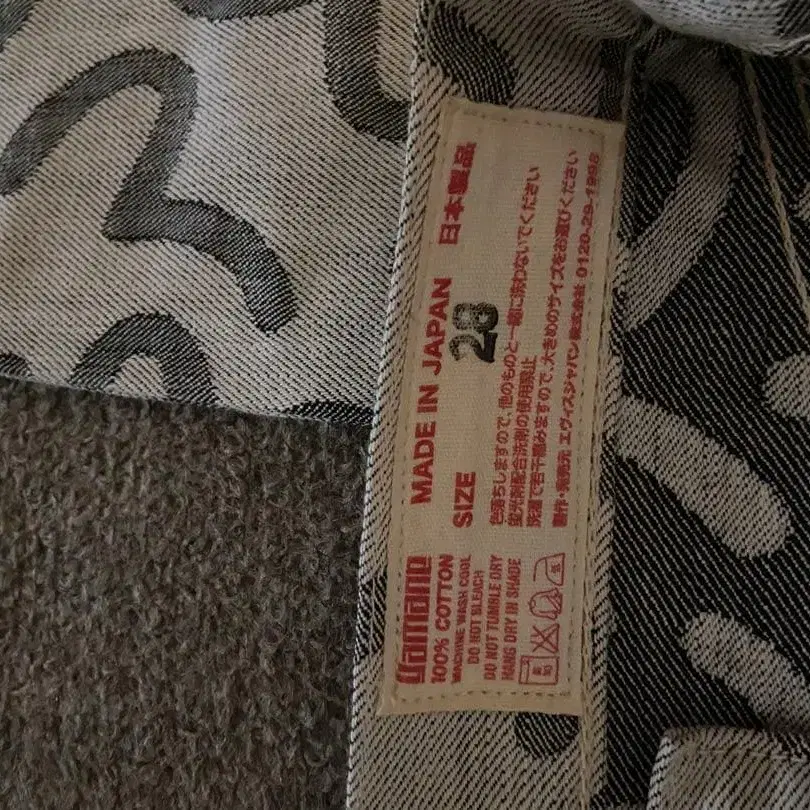 Yamane
MADE IN JAPAN 日本製品
100% COTTON
MACHINE WASH COOL
DO NOT BLEACH
DO NOT TUMBLE DRY
HANG DRY IN SHADE
SIZE 28
色落ちしますので、他のものと一緒に洗わないでください
蛍光剤配合洗剤の使用禁止
洗濯で若干縮みますので、大きめのサイズをお選びください
製作・発売元 エヴィスジャパン株式会社 0120-29-1998